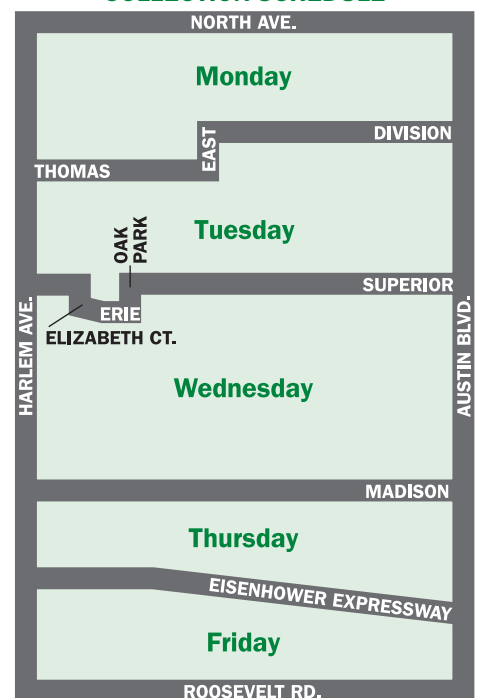 NORTH AVE.
Monday
DIVISION
EAST
THOMAS
OAK
PARK
Tuesday
SUPERIOR
ERIE
ELIZABETH CT.
HARLEM AVE.
AUSTIN BLVD.
Wednesday
MADISON
Thursday
EISENHOWER EXPRESSWAY
Friday
ROOSEVELT RD.